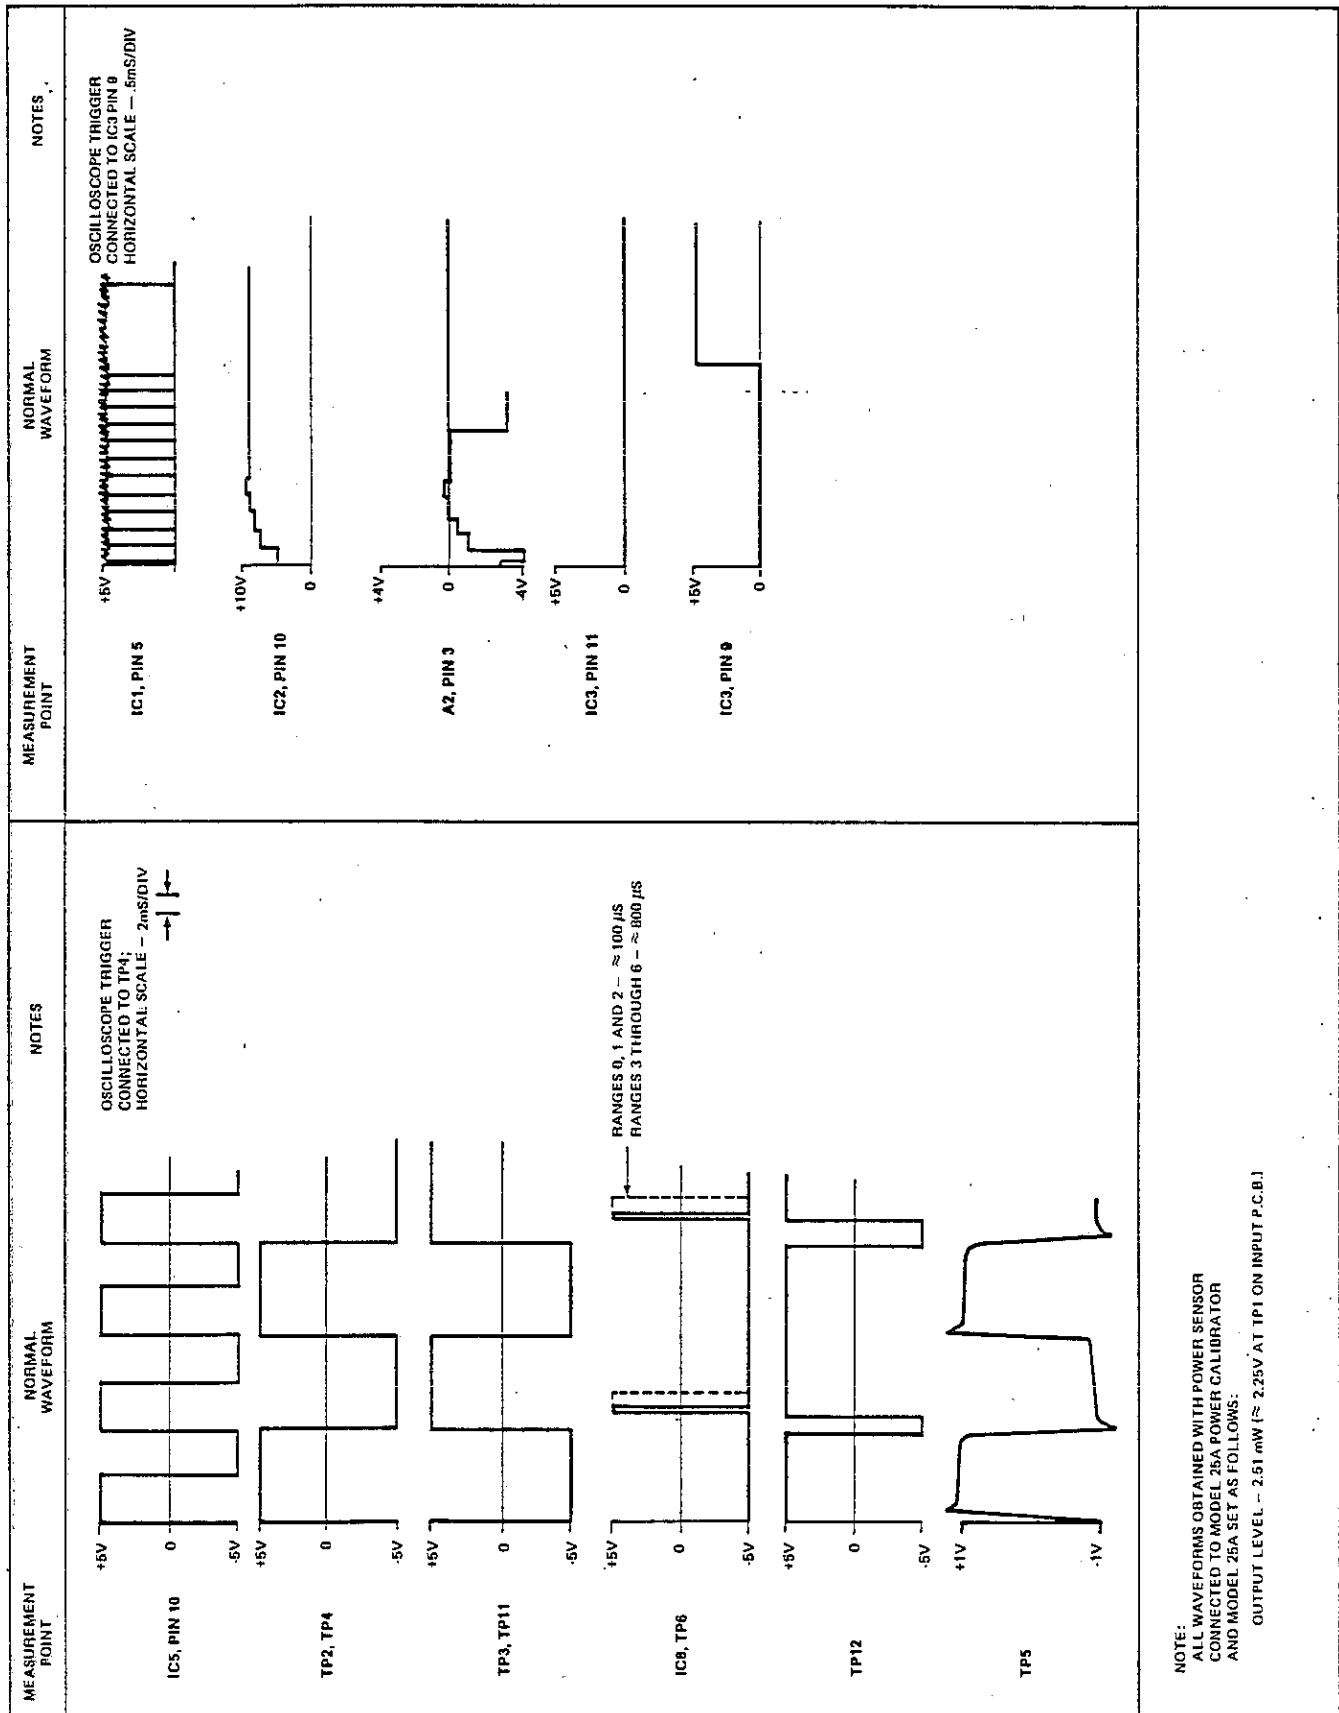 MEASUREMENT
POINT
NORMAL
WAVEFORM
NOTES
IC5, PIN 10
+5V
0
-5V
OSCILLOSCOPE TRIGGER
CONNECTED TO TP4;
HORIZONTAL SCALE – 2mS/DIV
TP2, TP4
+5V
-5V
TP3, TP11
0
-5V
IC8, TP6
+5V
0
-5V
RANGES 0, 1 AND 2 – ≈ 100 µS
RANGES 3 THROUGH 6 – ≈ 800 µS
TP12
+5V
0
-5V
TP5
+1V
-1V
MEASUREMENT
POINT
NORMAL
WAVEFORM
NOTES
IC1, PIN 5
+5V
OSCILLOSCOPE TRIGGER
CONNECTED TO IC3 PIN 9
HORIZONTAL SCALE – .5mS/DIV
IC2, PIN 10
+10V
0
A2, PIN 3
+4V
0
-4V
IC3, PIN 11
+5V
0
IC3, PIN 9
+5V
0
NOTE:
ALL WAVEFORMS OBTAINED WITH POWER SENSOR
CONNECTED TO MODEL 25A POWER CALIBRATOR
AND MODEL 25A SET AS FOLLOWS:
OUTPUT LEVEL – 2.51 mW (≈ 2.25V AT TP1 ON INPUT P.C.B.)